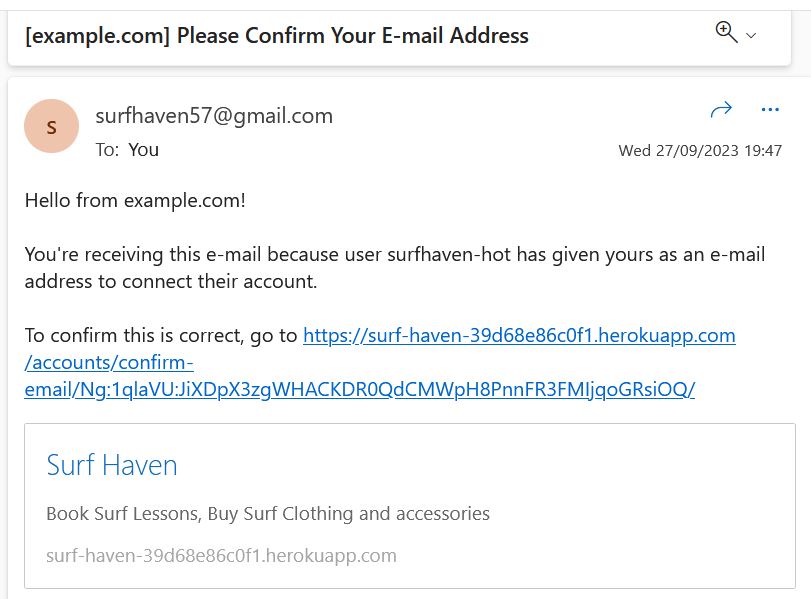 [example.com] Please Confirm Your E-mail Address
S
surfhaven57@gmail.com
To: You
Wed 27/09/2023 19:47
Hello from example.com!
You're receiving this e-mail because user surfhaven-hot has given yours as an e-mail
address to connect their account.
To confirm this is correct, go to https://surf-haven-39d68e86c0f1.herokuapp.com
/accounts/confirm-
email/Ng:1qlaVU:JiXDpX3zgWHACKDR0QdCMWpH8PnnFR3FMIjqoGRsiOQ/
Surf Haven
Book Surf Lessons, Buy Surf Clothing and accessories
surf-haven-39d68e86c0f1.herokuapp.com